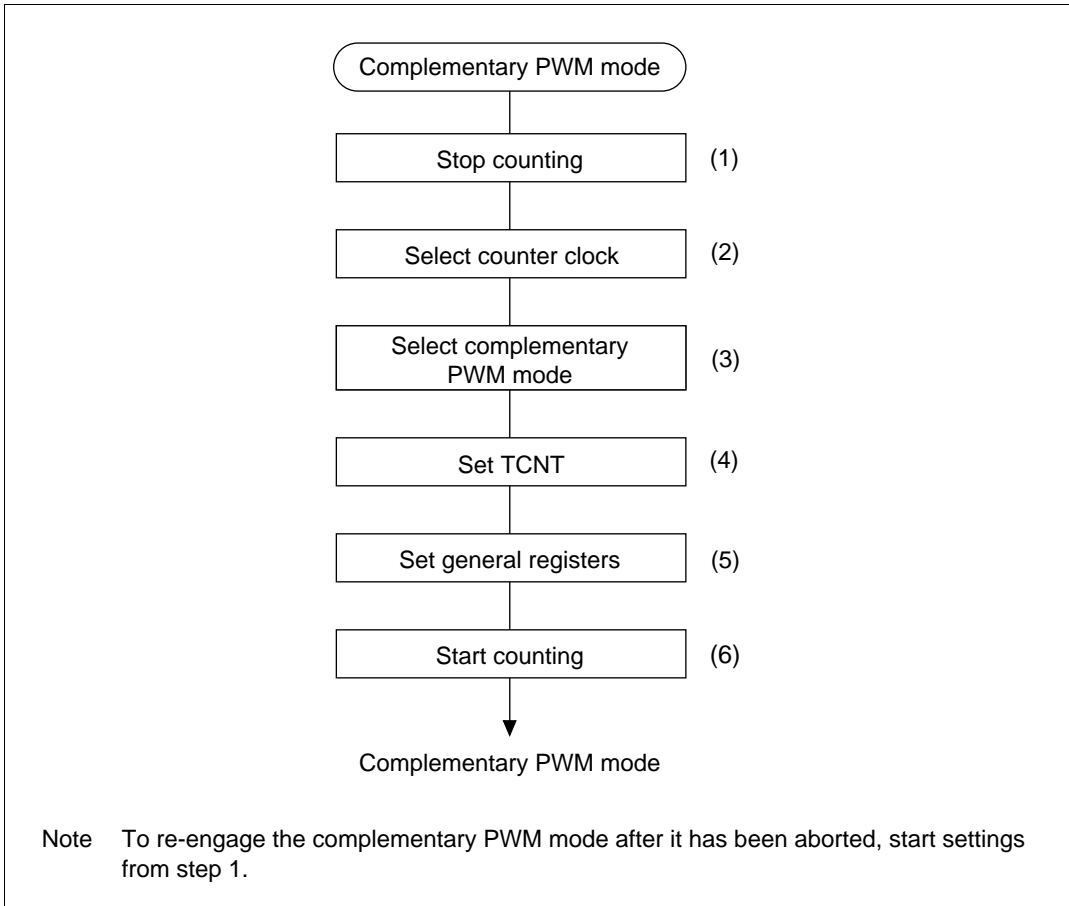 Complementary PWM mode
Stop counting (1)
Select counter clock (2)
Select complementary
PWM mode (3)
Set TCNT (4)
Set general registers (5)
Start counting (6)
Complementary PWM mode
Note To re-engage the complementary PWM mode after it has been aborted, start settings
from step 1.